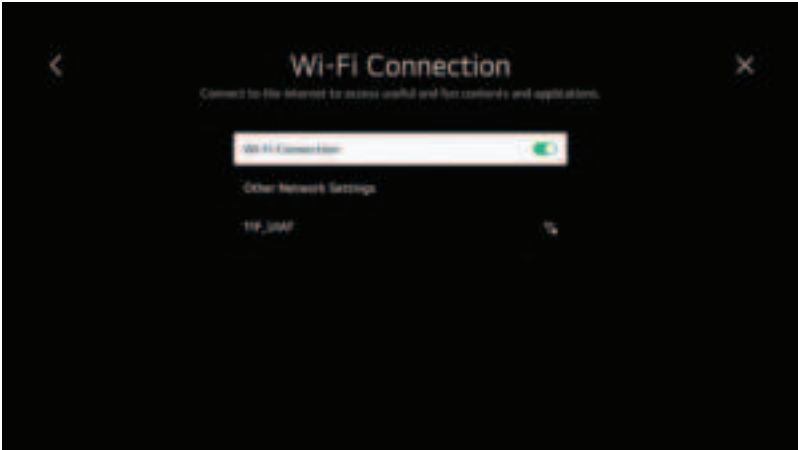 Wi-Fi Connection
Connect to the internet to access useful and fun contents and applications.
Wi-Fi Connection
Other Network Settings